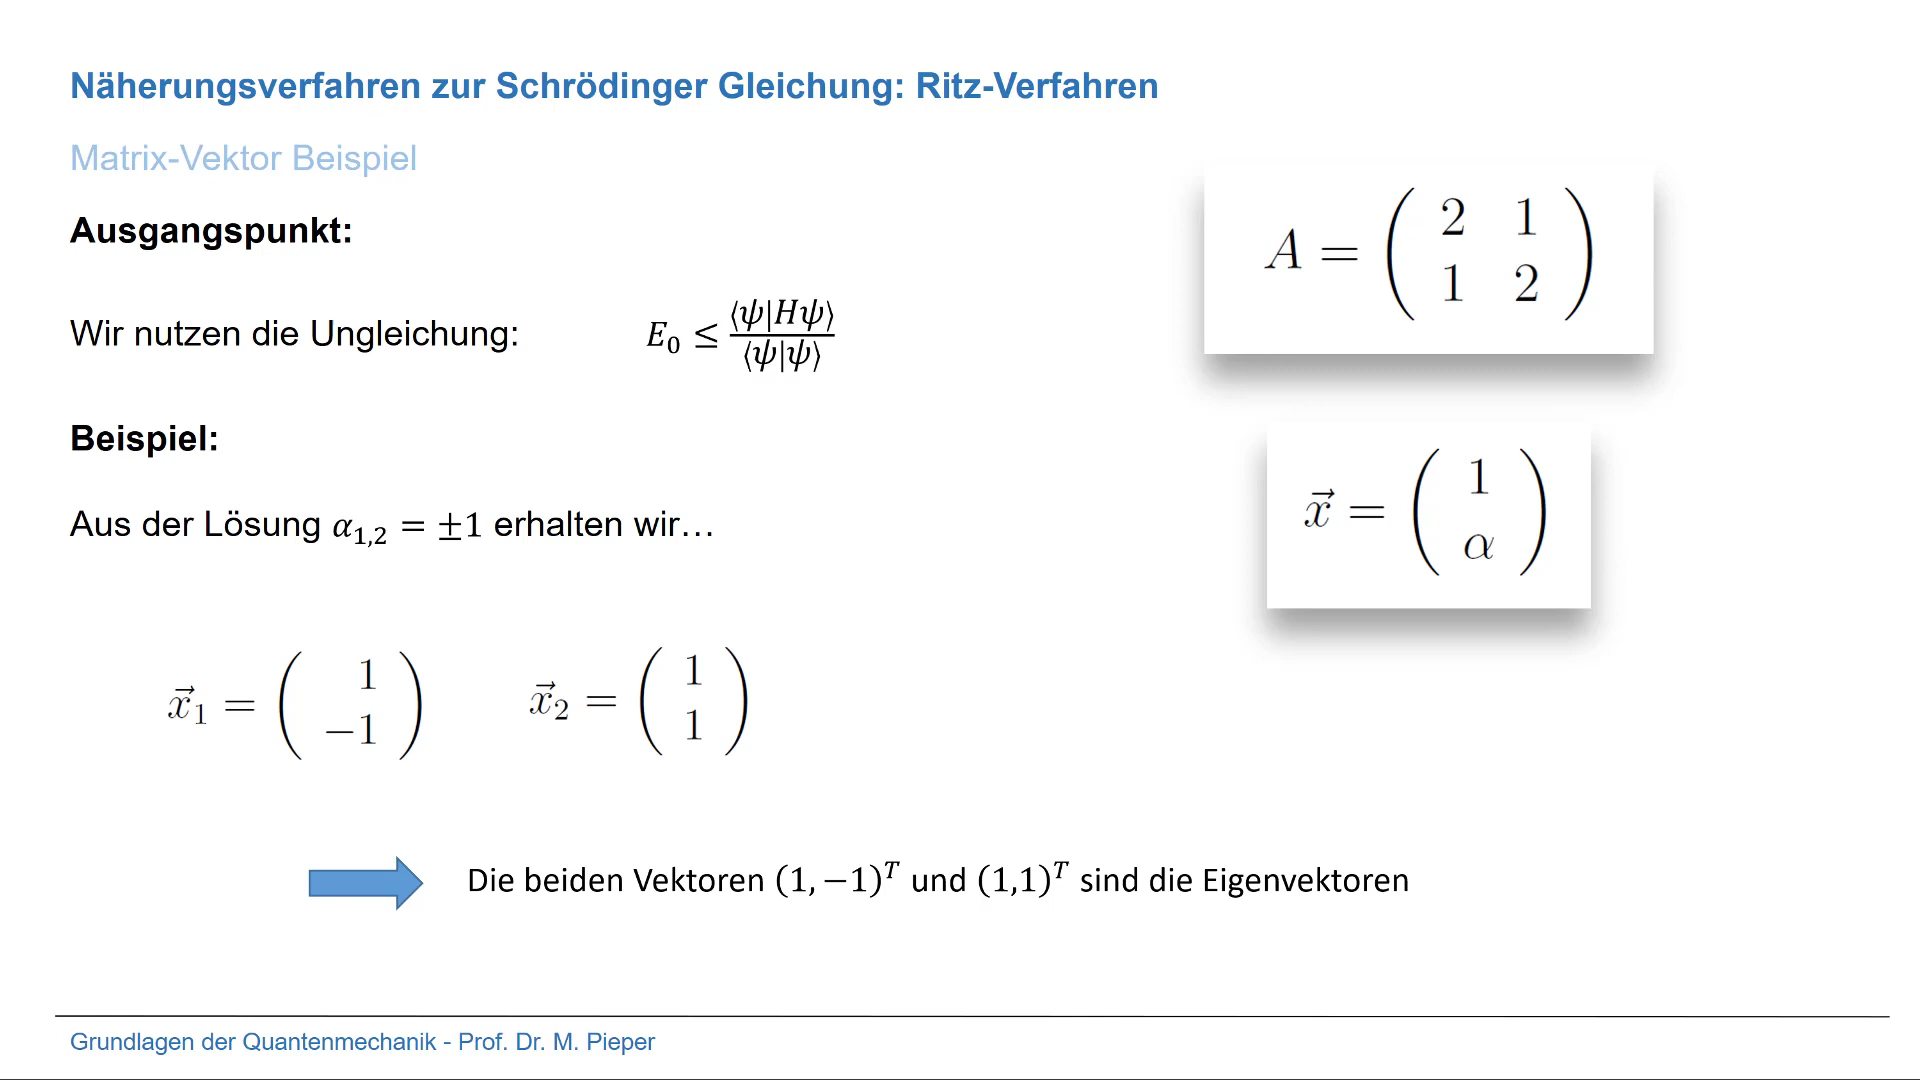 Näherungsverfahren zur Schrödinger Gleichung: Ritz-Verfahren
Matrix-Vektor Beispiel
Ausgangspunkt:
Wir nutzen die Ungleichung: E₀ ≤ ⟨ψ|Hψ⟩ / ⟨ψ|ψ⟩
A = ( 2 1
1 2 )
Beispiel:
Aus der Lösung α₁,₂ = ±1 erhalten wir…
x⃗ = ( 1
α )
x⃗₁ = ( 1
−1 )
x⃗₂ = ( 1
1 )
Die beiden Vektoren (1, −1)ᵀ und (1,1)ᵀ sind die Eigenvektoren
Grundlagen der Quantenmechanik - Prof. Dr. M. Pieper